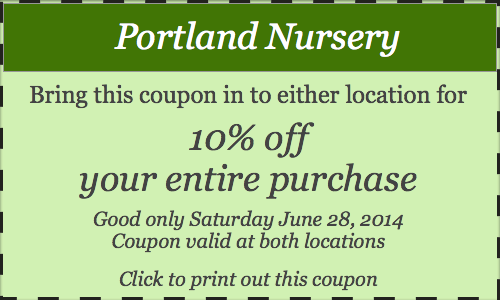 Portland Nursery
Bring this coupon in to either location for
10% off
your entire purchase
Good only Saturday June 28, 2014
Coupon valid at both locations
Click to print out this coupon